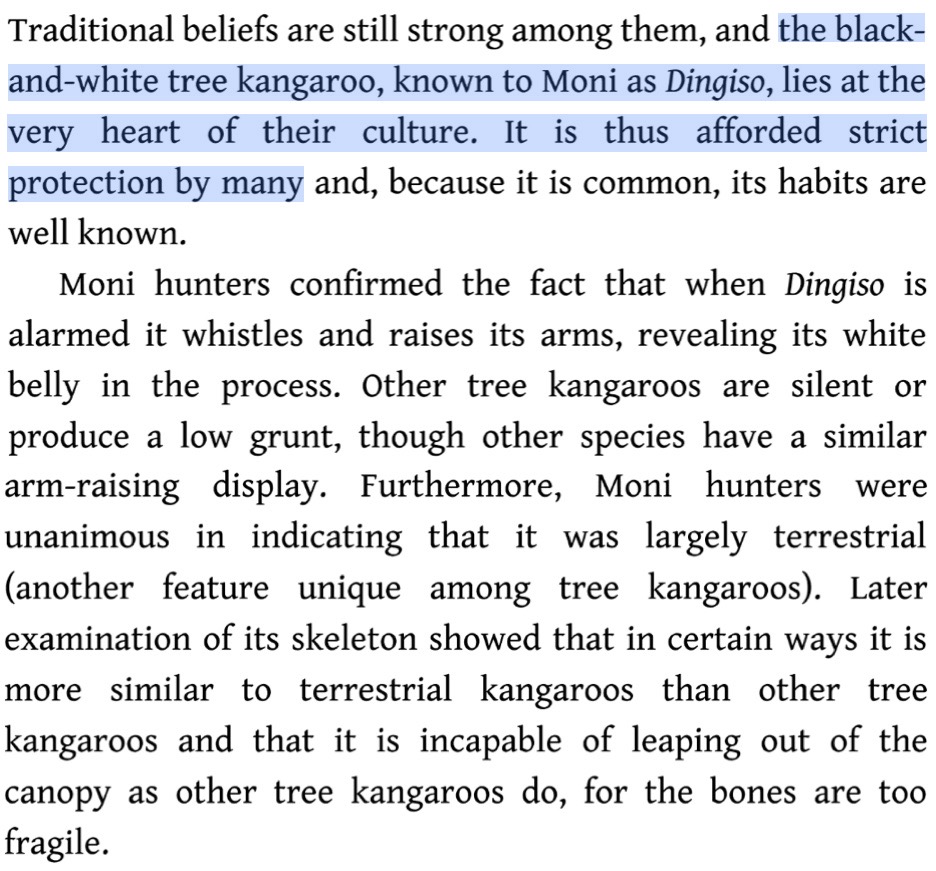 Traditional beliefs are still strong among them, and the black-
and-white tree kangaroo, known to Moni as Dingiso, lies at the
very heart of their culture. It is thus afforded strict
protection by many and, because it is common, its habits are
well known.
Moni hunters confirmed the fact that when Dingiso is
alarmed it whistles and raises its arms, revealing its white
belly in the process. Other tree kangaroos are silent or
produce a low grunt, though other species have a similar
arm-raising display. Furthermore, Moni hunters were
unanimous in indicating that it was largely terrestrial
(another feature unique among tree kangaroos). Later
examination of its skeleton showed that in certain ways it is
more similar to terrestrial kangaroos than other tree
kangaroos and that it is incapable of leaping out of the
canopy as other tree kangaroos do, for the bones are too
fragile.